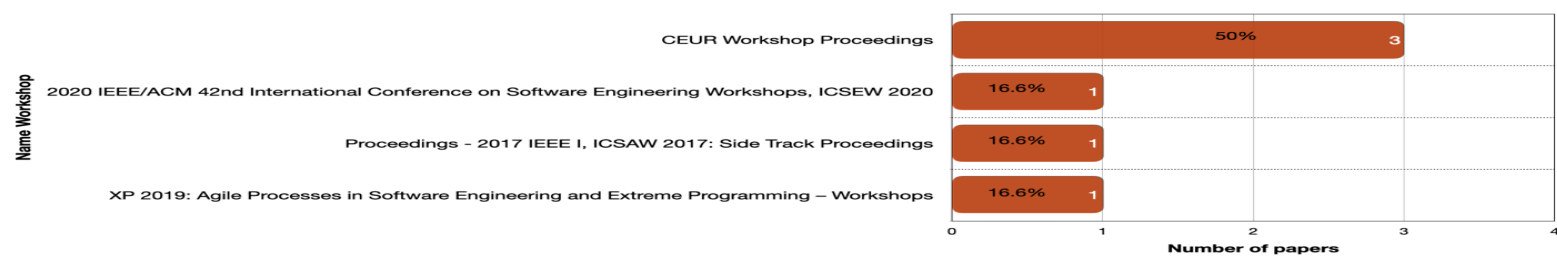 Name Workshop
CEUR Workshop Proceedings
50%
3
2020 IEEE/ACM 42nd International Conference on Software Engineering Workshops, ICSEW 2020
16.6%
1
Proceedings - 2017 IEEE I, ICSAW 2017: Side Track Proceedings
16.6%
1
XP 2019: Agile Processes in Software Engineering and Extreme Programming – Workshops
16.6%
1
0 1 2 3 4
Number of papers